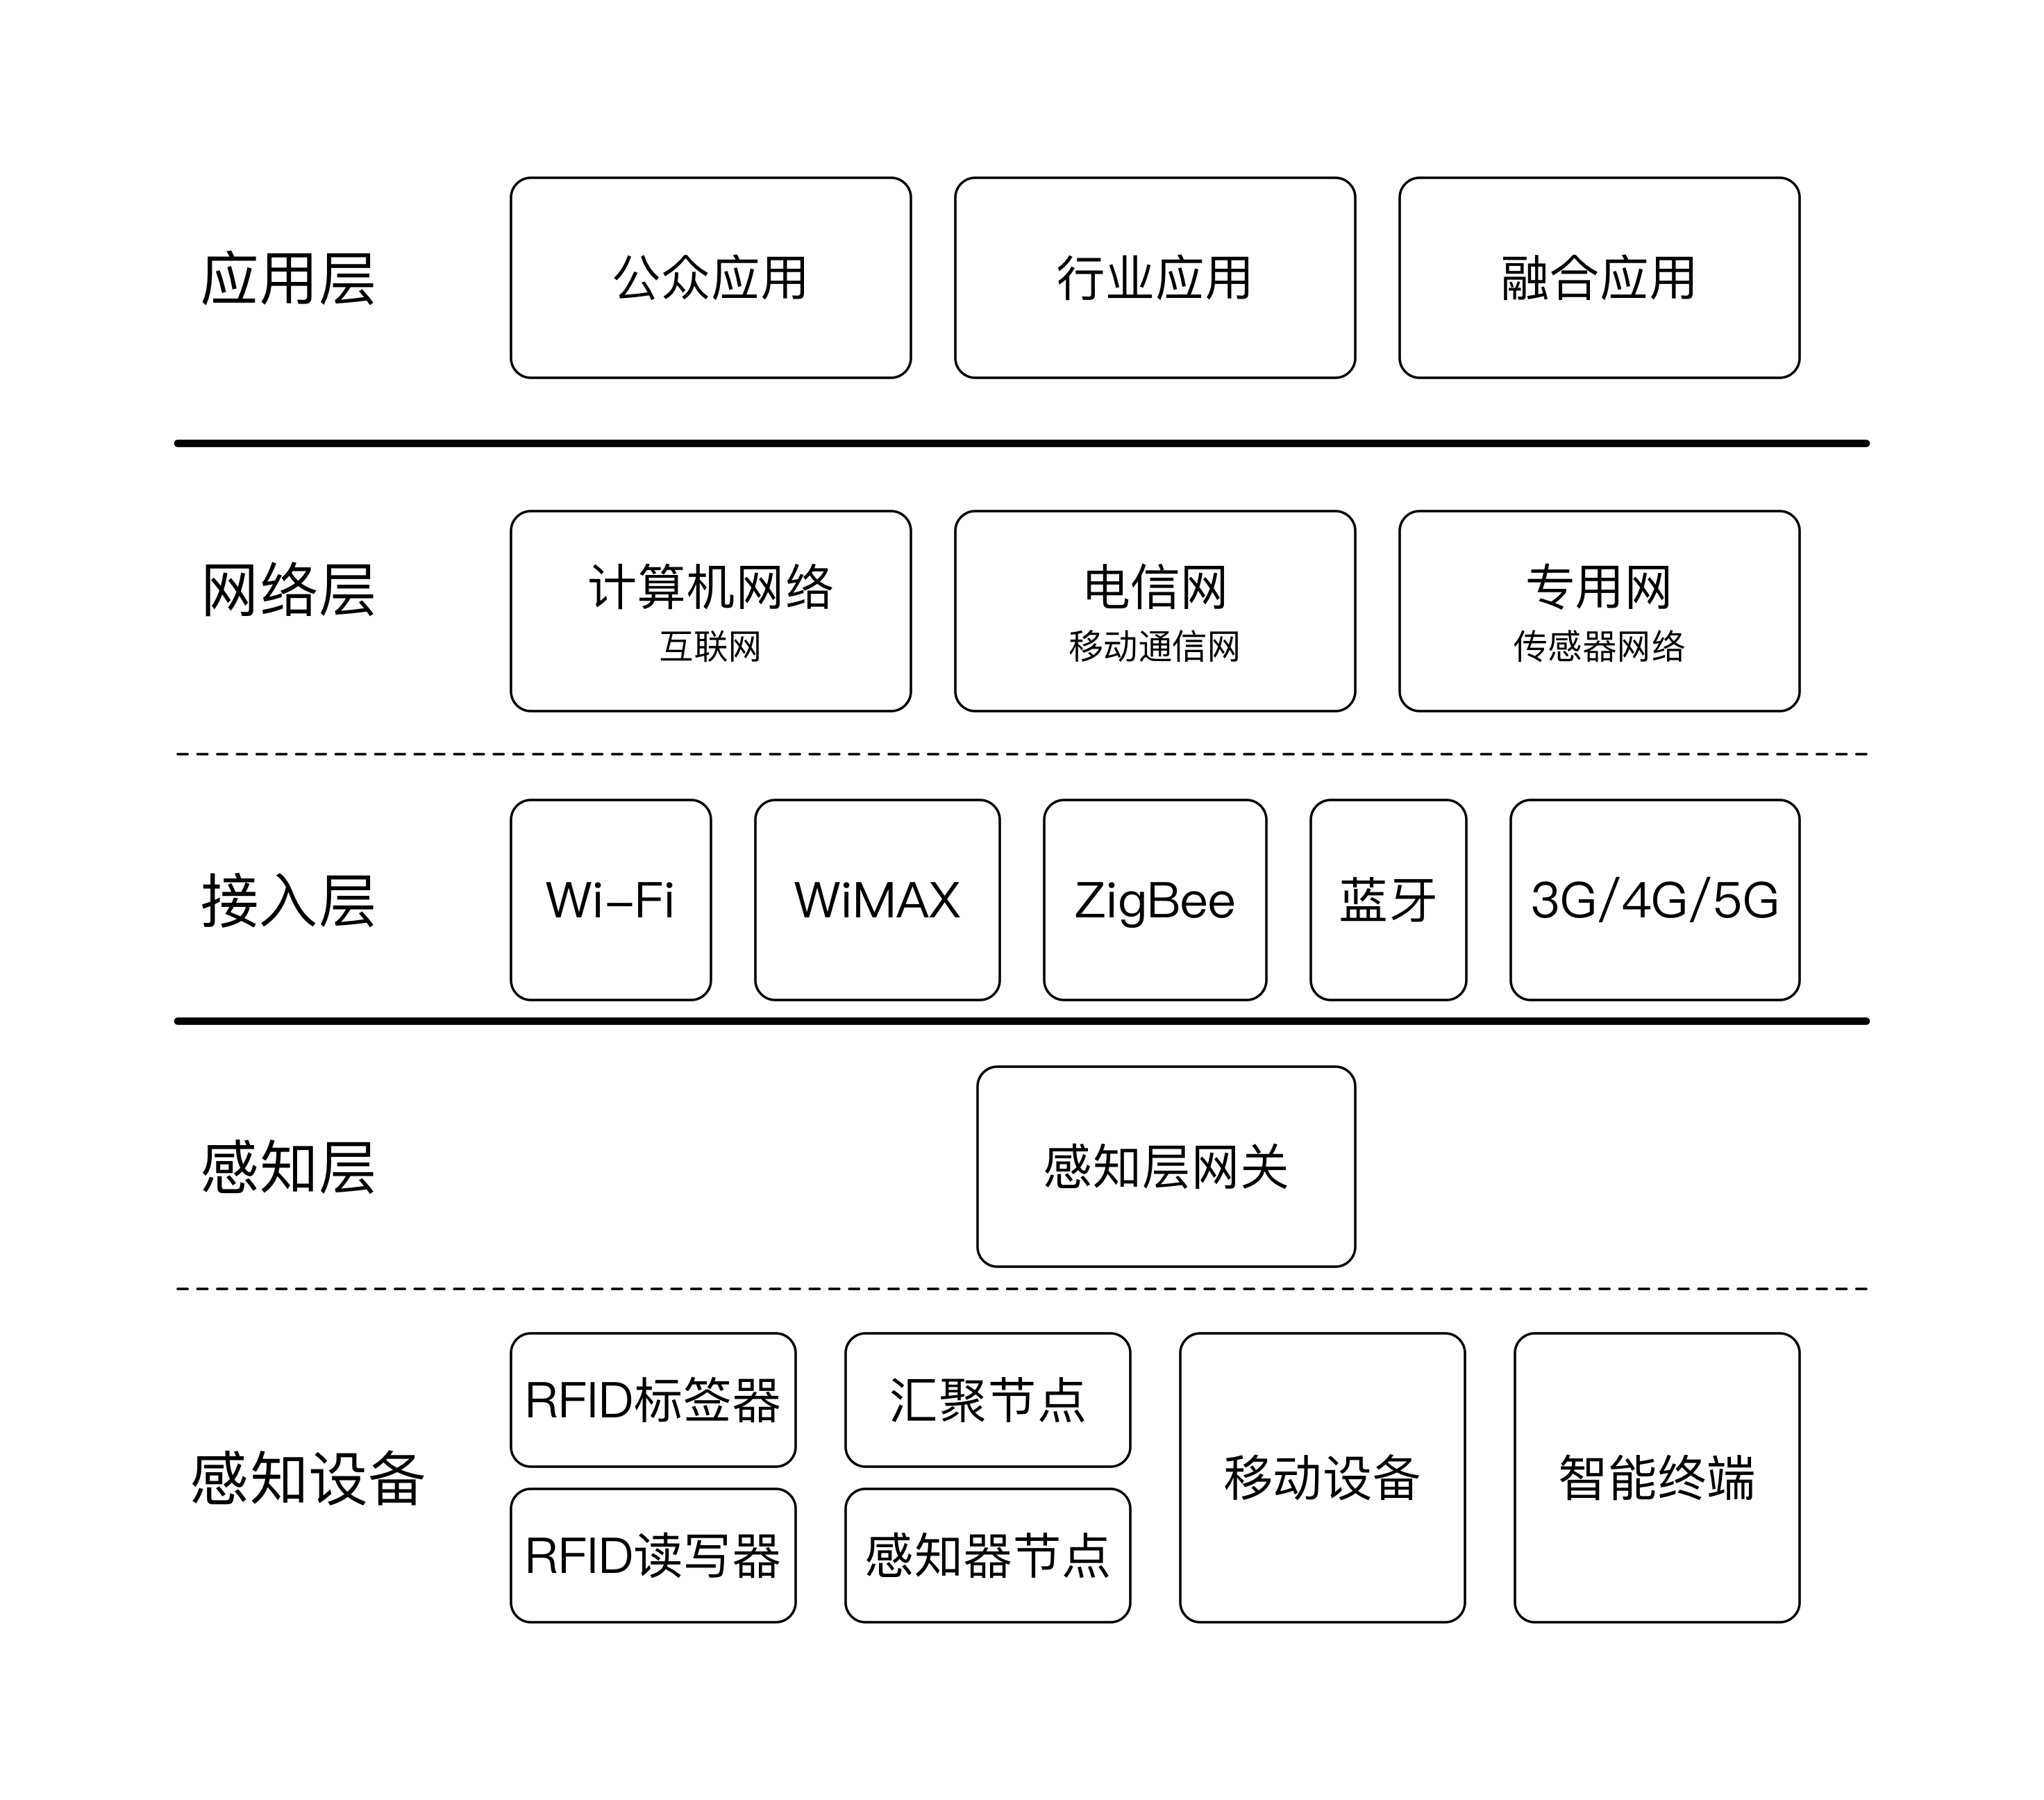 应用层
公众应用
行业应用
融合应用
网络层
计算机网络
互联网
电信网
移动通信网
专用网
传感器网络
接入层
Wi-Fi
WiMAX
ZigBee
蓝牙
3G/4G/5G
感知层
感知层网关
感知设备
RFID标签器
RFID读写器
汇聚节点
感知器节点
移动设备
智能终端